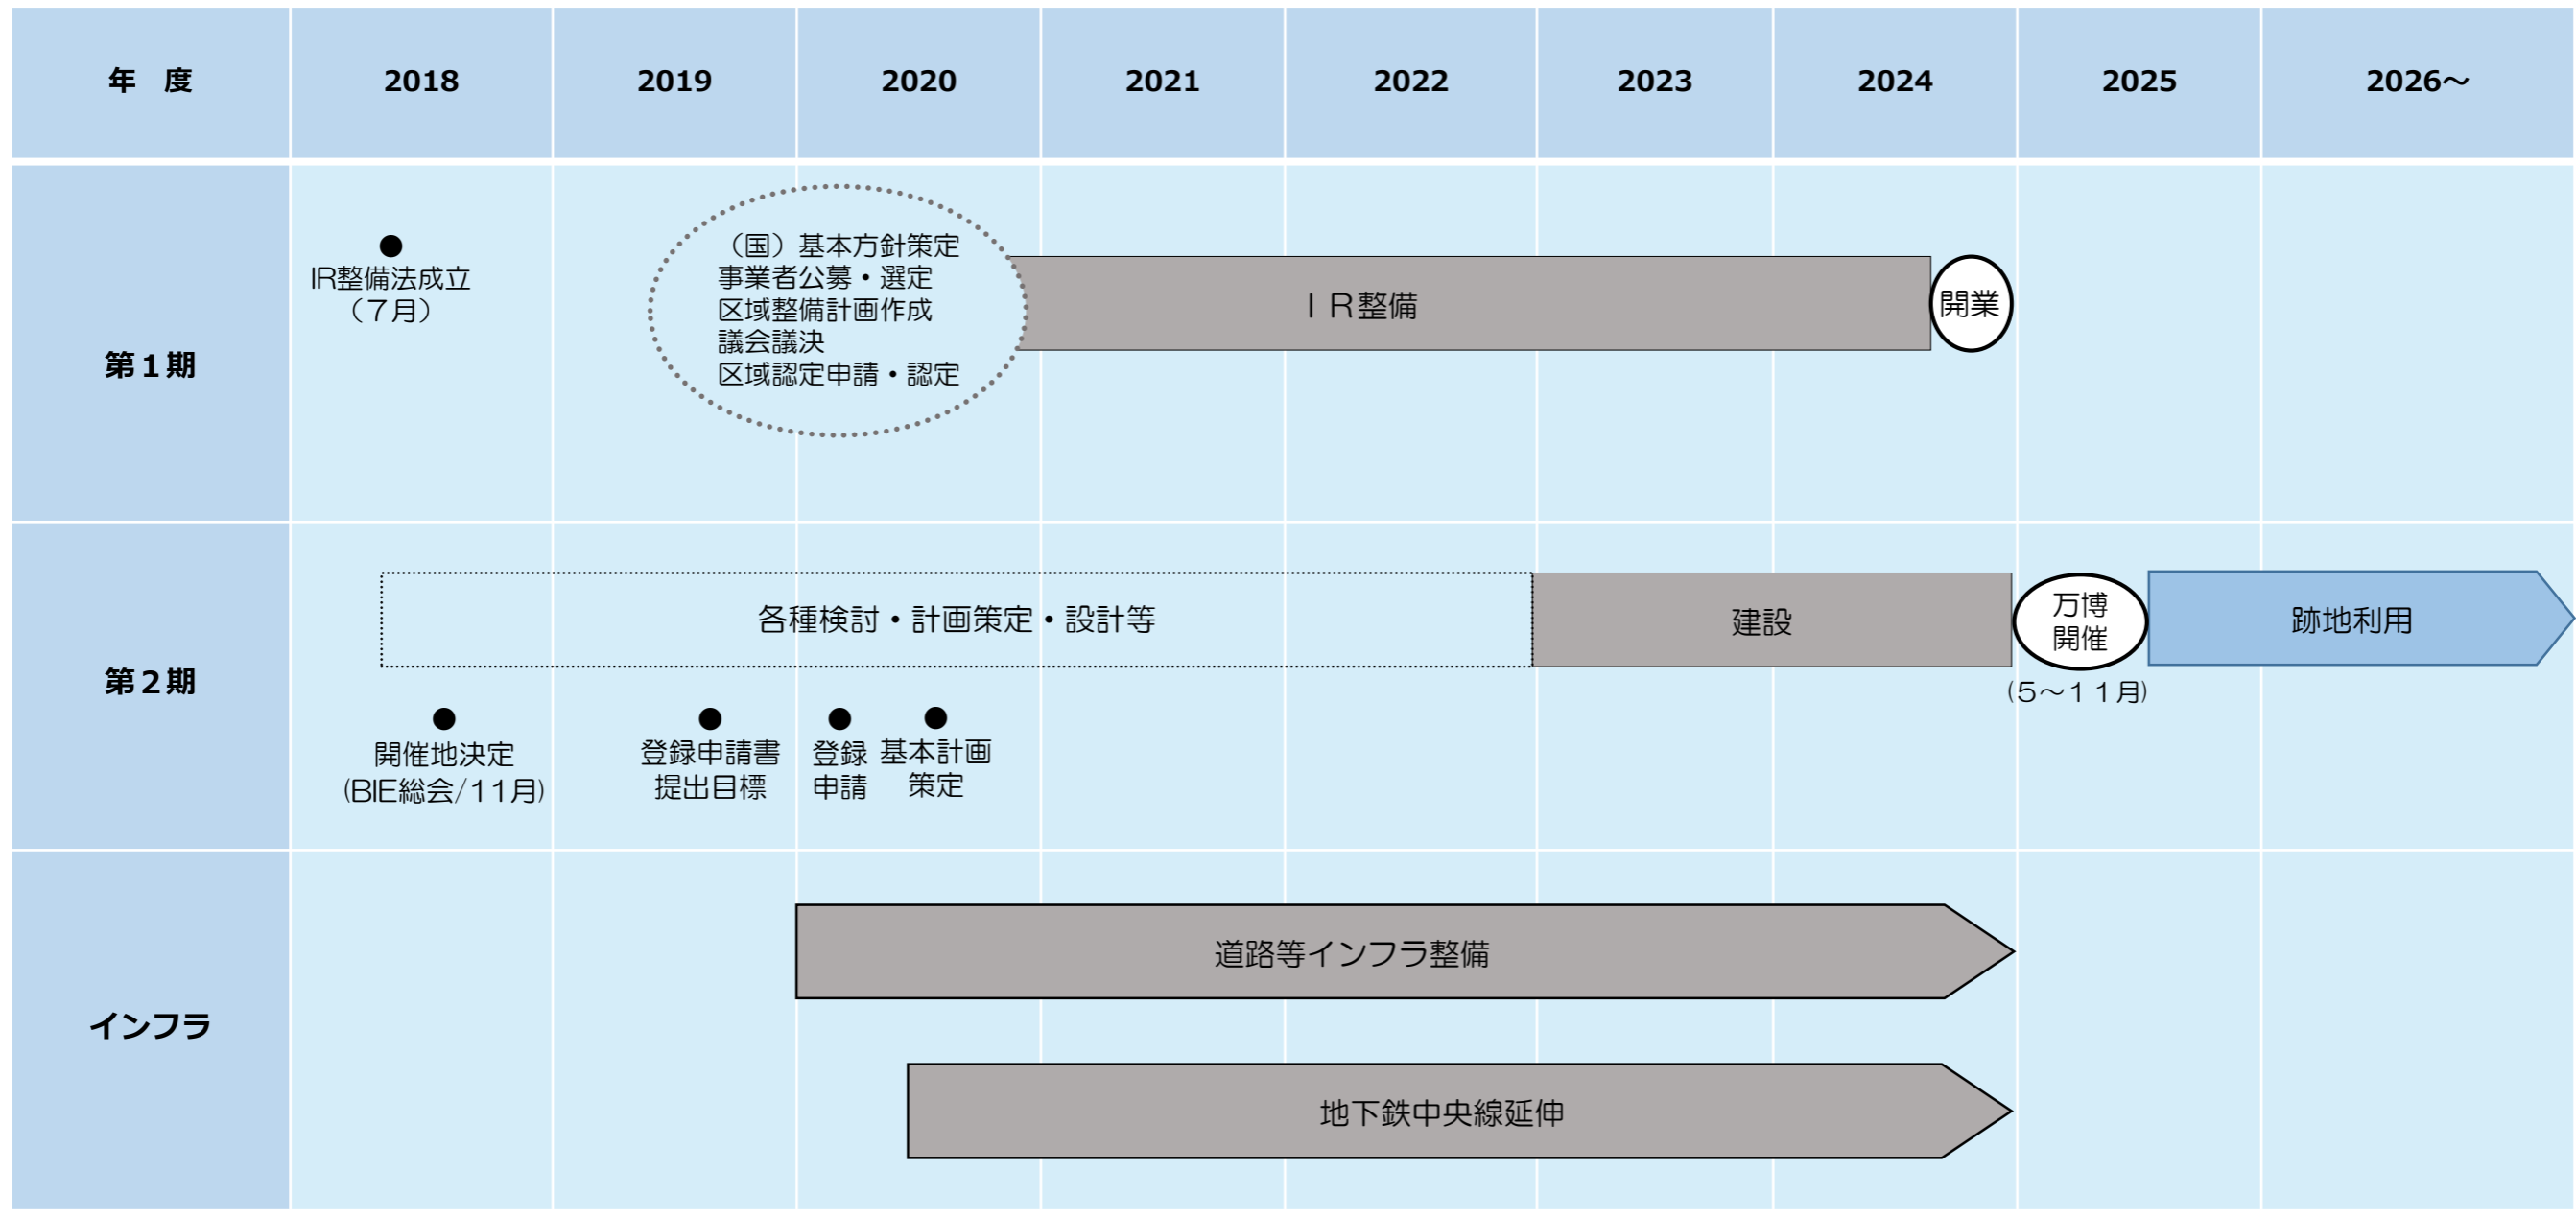 年 度
2018
2019
2020
2021
2022
2023
2024
2025
2026～
第１期
IR整備法成立
（７月）
（国）基本方針策定
事業者公募・選定
区域整備計画作成
議会議決
区域認定申請・認定
ＩＲ整備
開業
第２期
各種検討・計画策定・設計等
建設
万博
開催
(５～１１月)
跡地利用
開催地決定
(BIE総会/11月)
登録申請書
提出目標
登録
申請
基本計画
策定
インフラ
道路等インフラ整備
地下鉄中央線延伸